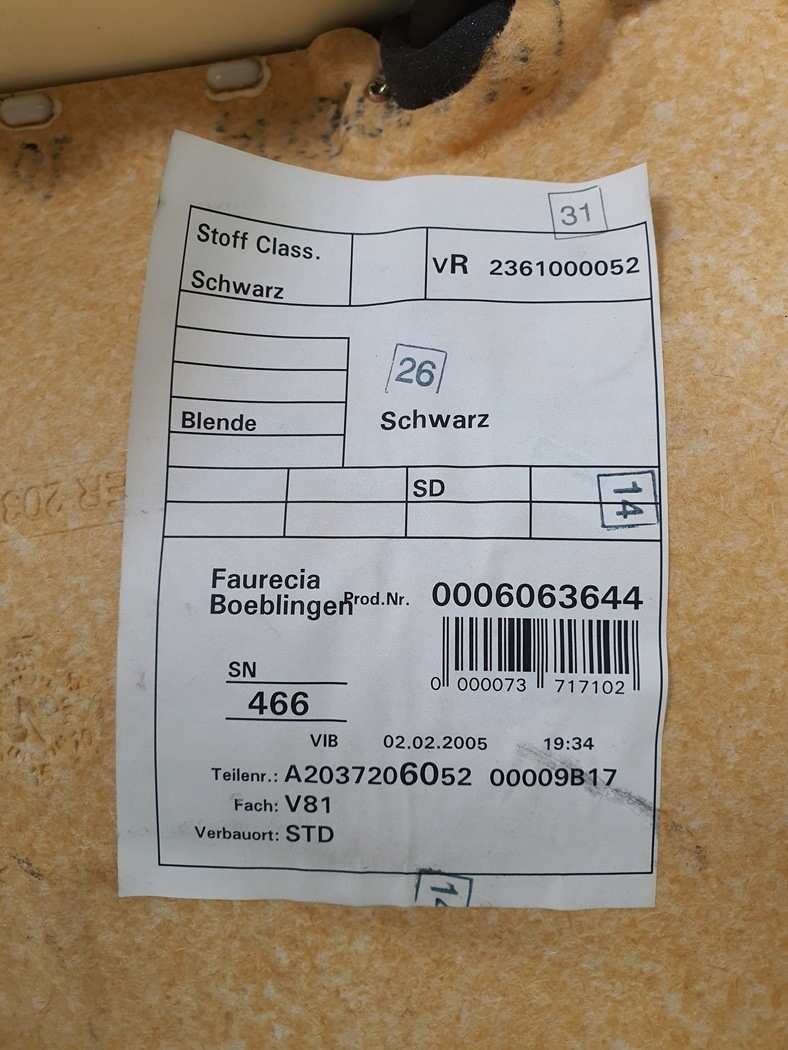 31
Stoff Class.
vR 2361000052
Schwarz
26
Blende
Schwarz
SD
14
Faurecia
Boeblingen
Prod.Nr. 0006063644
0 000073 717102
SN
466
VIB 02.02.2005 19:34
Teilenr.: A2037206052 00009B17
Fach: V81
Verbauort: STD